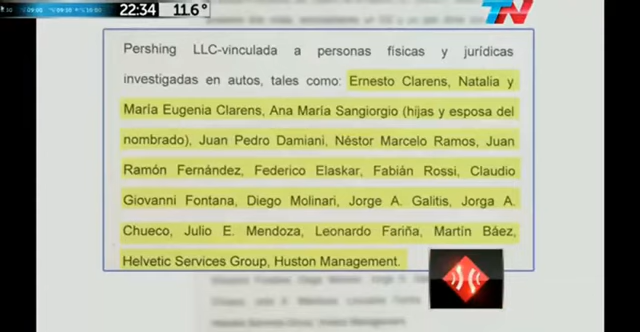 22:34
11.6°
TN
Pershing LLC-vinculada a personas físicas y jurídicas
investigadas en autos, tales como: Ernesto Clarens, Natalia y
María Eugenia Clarens, Ana María Sangiorgio (hijas y esposa del
nombrado), Juan Pedro Damiani, Néstor Marcelo Ramos, Juan
Ramón Fernández, Federico Elaskar, Fabián Rossi, Claudio
Giovanni Fontana, Diego Molinari, Jorge A. Galitis, Jorga A.
Chueco, Julio E. Mendoza, Leonardo Fariña, Martín Báez,
Helvetic Services Group, Huston Management.